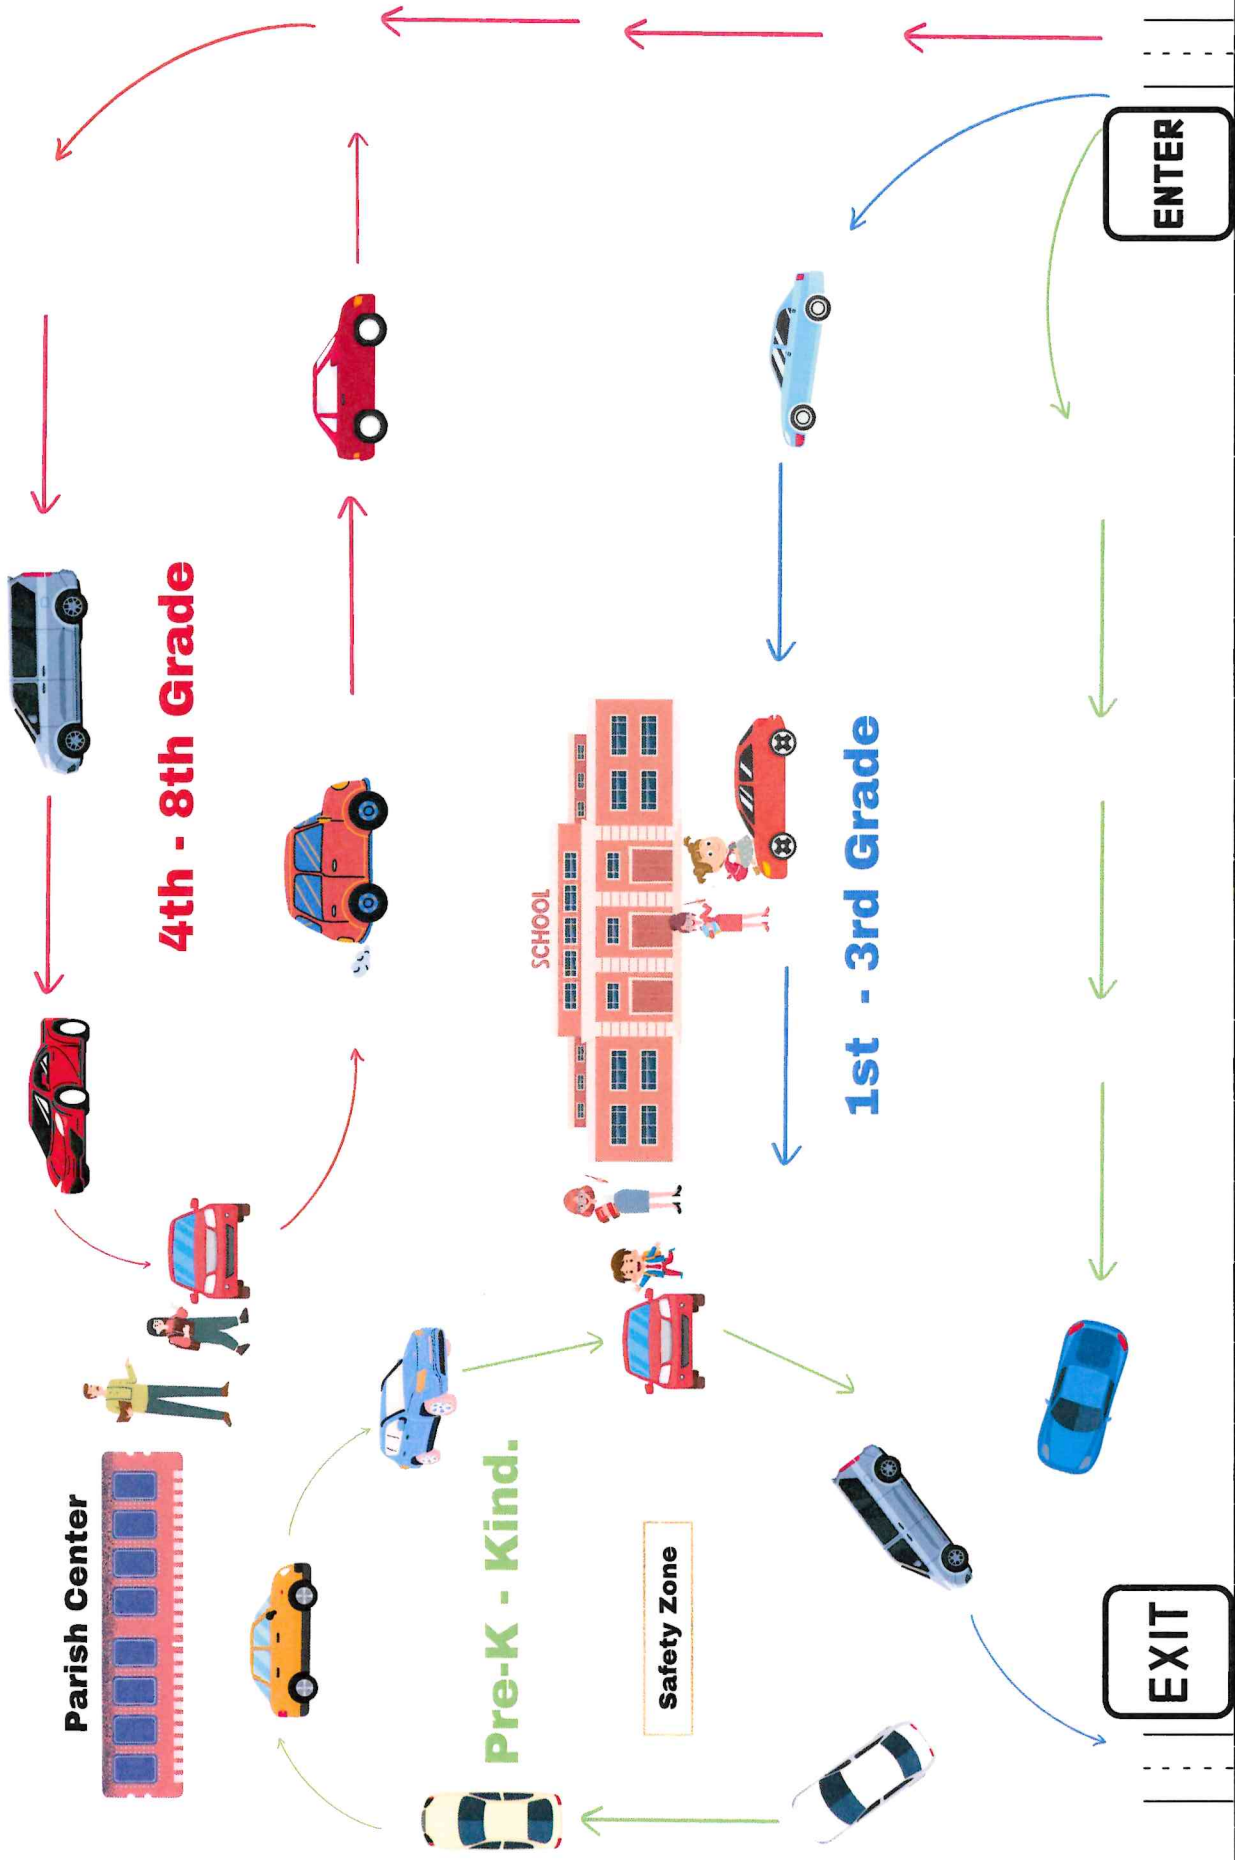 Parish Center
4th - 8th Grade
Pre-K - Kind.
SCHOOL
Safety Zone
1st - 3rd Grade
EXIT
ENTER